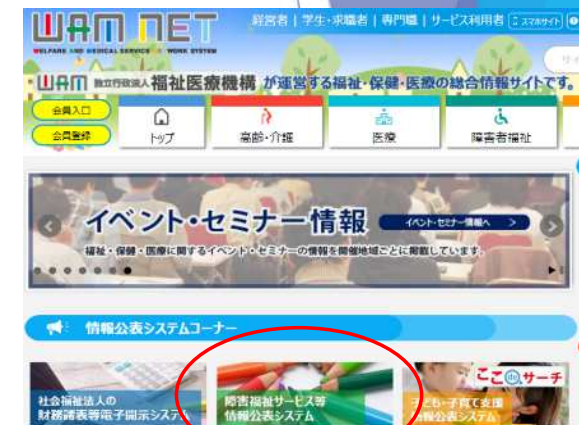 WAM NET
WELFARE AND MEDICAL SERVICE NETWORK SYSTEM
経営者 | 学生・求職者 | 専門職 | サービス利用者
スマホサイト
WAM 独立行政法人福祉医療機構 が運営する福祉・保健・医療の総合情報サイトです。
会員入口
会員登録
トップ
高齢・介護
医療
障害者福祉
イベント・セミナー情報
イベント・セミナー情報へ >
福祉・保健・医療に関するイベント・セミナーの情報を開催地域ごとに掲載しています。
情報公表システムコーナー
社会福祉法人の
財務諸表等電子開示システム
障害福祉サービス等
情報公表システム
ここdeサーチ
子ども・子育て支援
情報公表システム